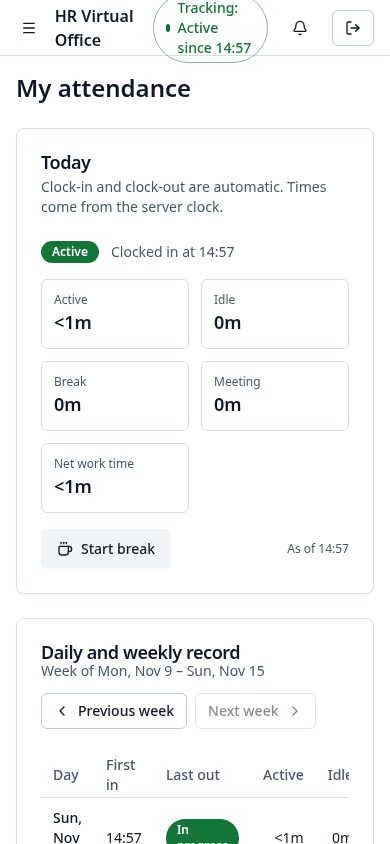 HR Virtual
Office
Tracking:
Active
since 14:57
My attendance
Today
Clock-in and clock-out are automatic. Times
come from the server clock.
Active
Clocked in at 14:57
Active
<1m
Idle
0m
Break
0m
Meeting
0m
Net work time
<1m
Start break
As of 14:57
Daily and weekly record
Week of Mon, Nov 9 – Sun, Nov 15
Previous week
Next week
Day
First
in
Last out
Active
Idle
Sun,
Nov
14:57
In
progress
<1m
0m